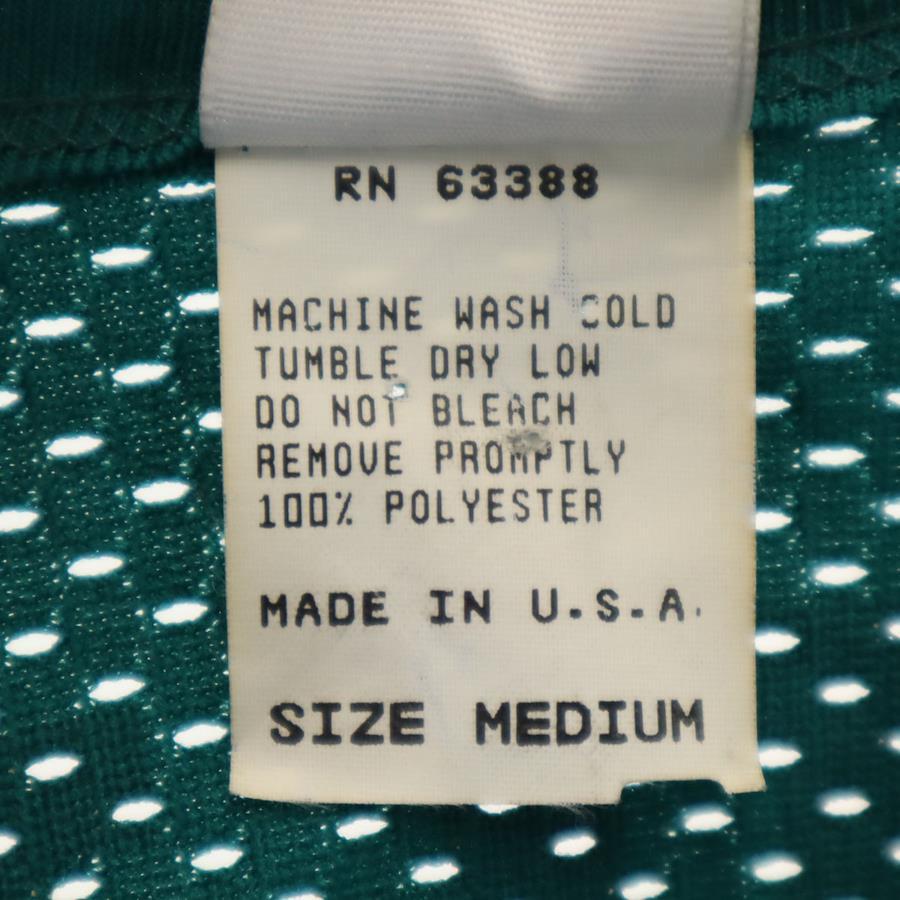 RN 63388
MACHINE WASH COLD
TUMBLE DRY LOW
DO NOT BLEACH
REMOVE PROMPTLY
100% POLYESTER
MADE IN U.S.A.
SIZE MEDIUM